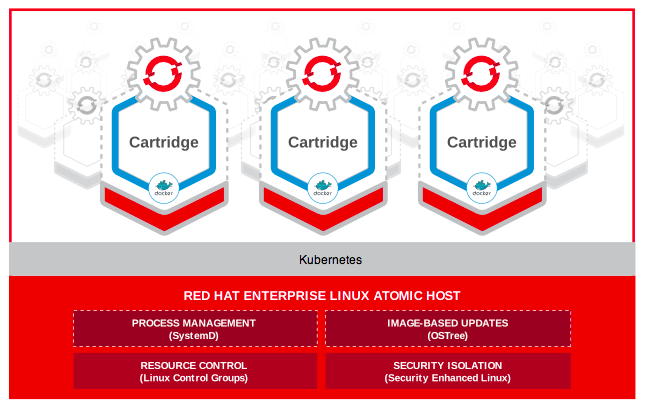 Cartridge Cartridge Cartridge
docker docker docker
Kubernetes
RED HAT ENTERPRISE LINUX ATOMIC HOST
PROCESS MANAGEMENT
(SystemD)
IMAGE-BASED UPDATES
(OSTree)
RESOURCE CONTROL
(Linux Control Groups)
SECURITY ISOLATION
(Security Enhanced Linux)